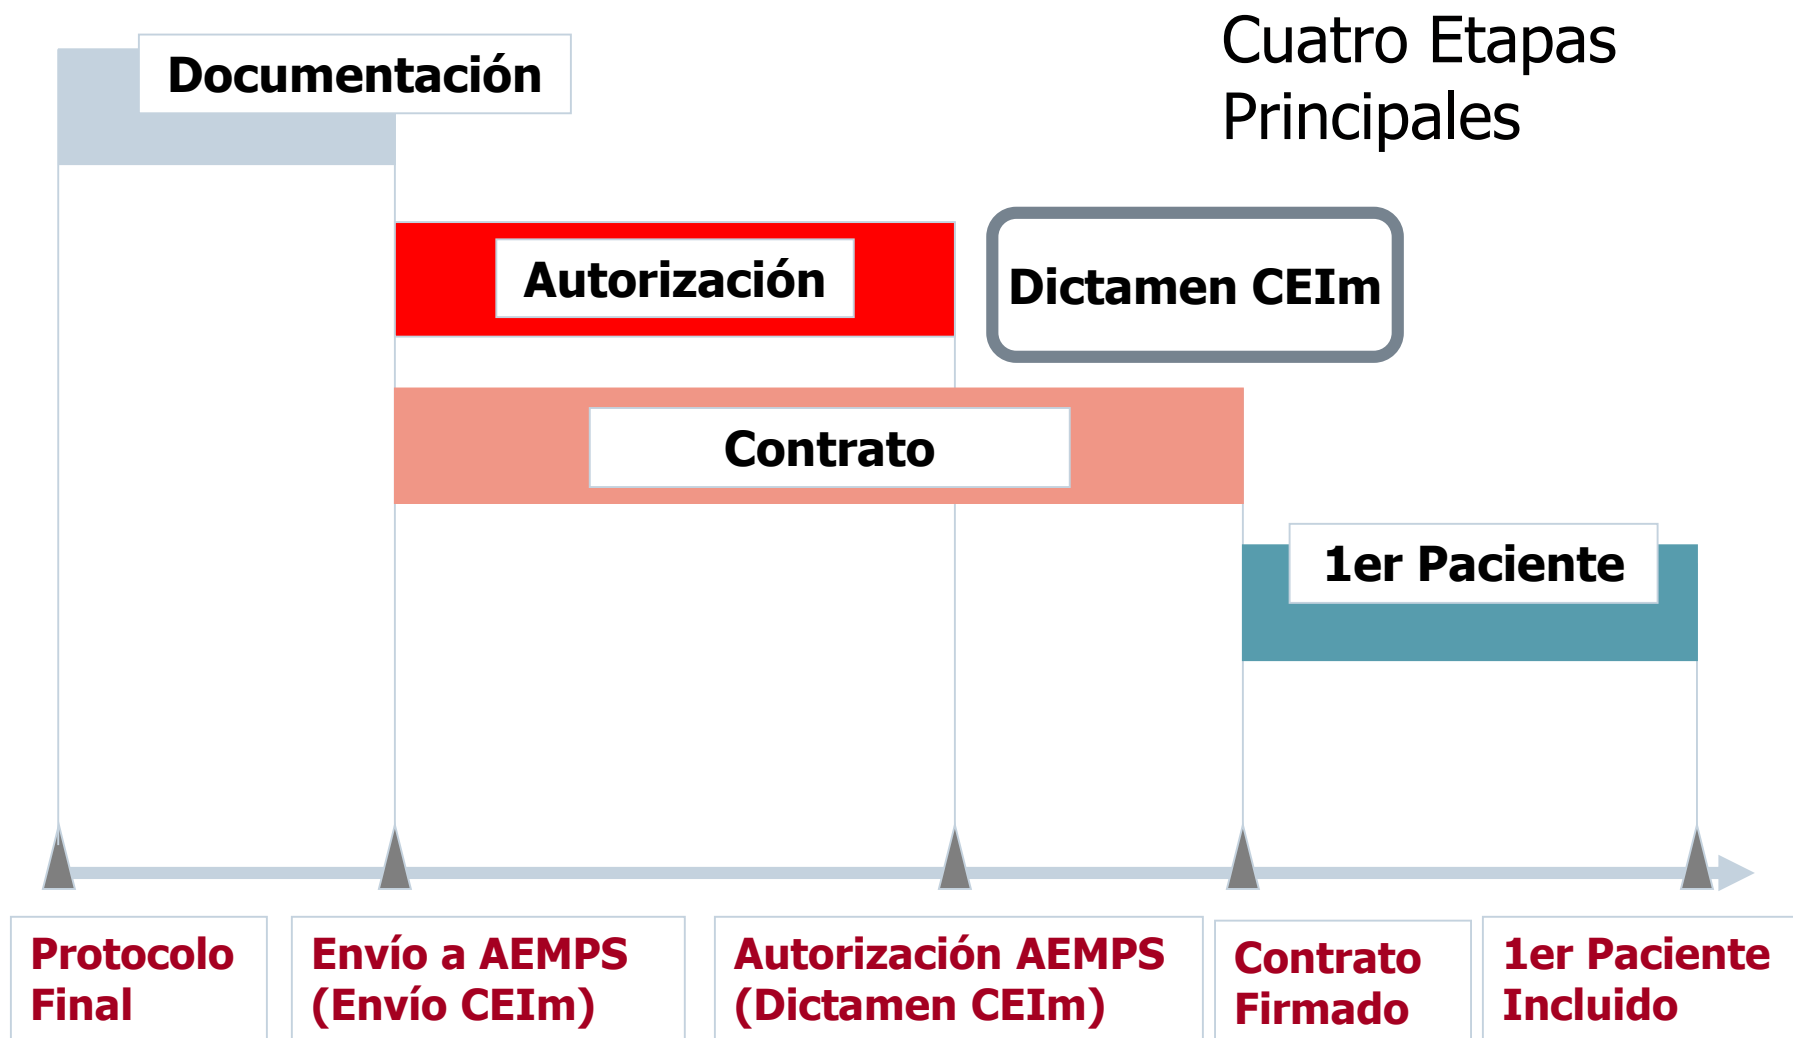 Cuatro Etapas
Principales
Documentación
Autorización
Dictamen CEIm
Contrato
1er Paciente
Protocolo
Final
Envío a AEMPS
(Envío CEIm)
Autorización AEMPS
(Dictamen CEIm)
Contrato
Firmado
1er Paciente
Incluido